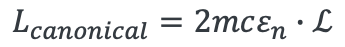 L_canonical = 2mcε_n · ℒ